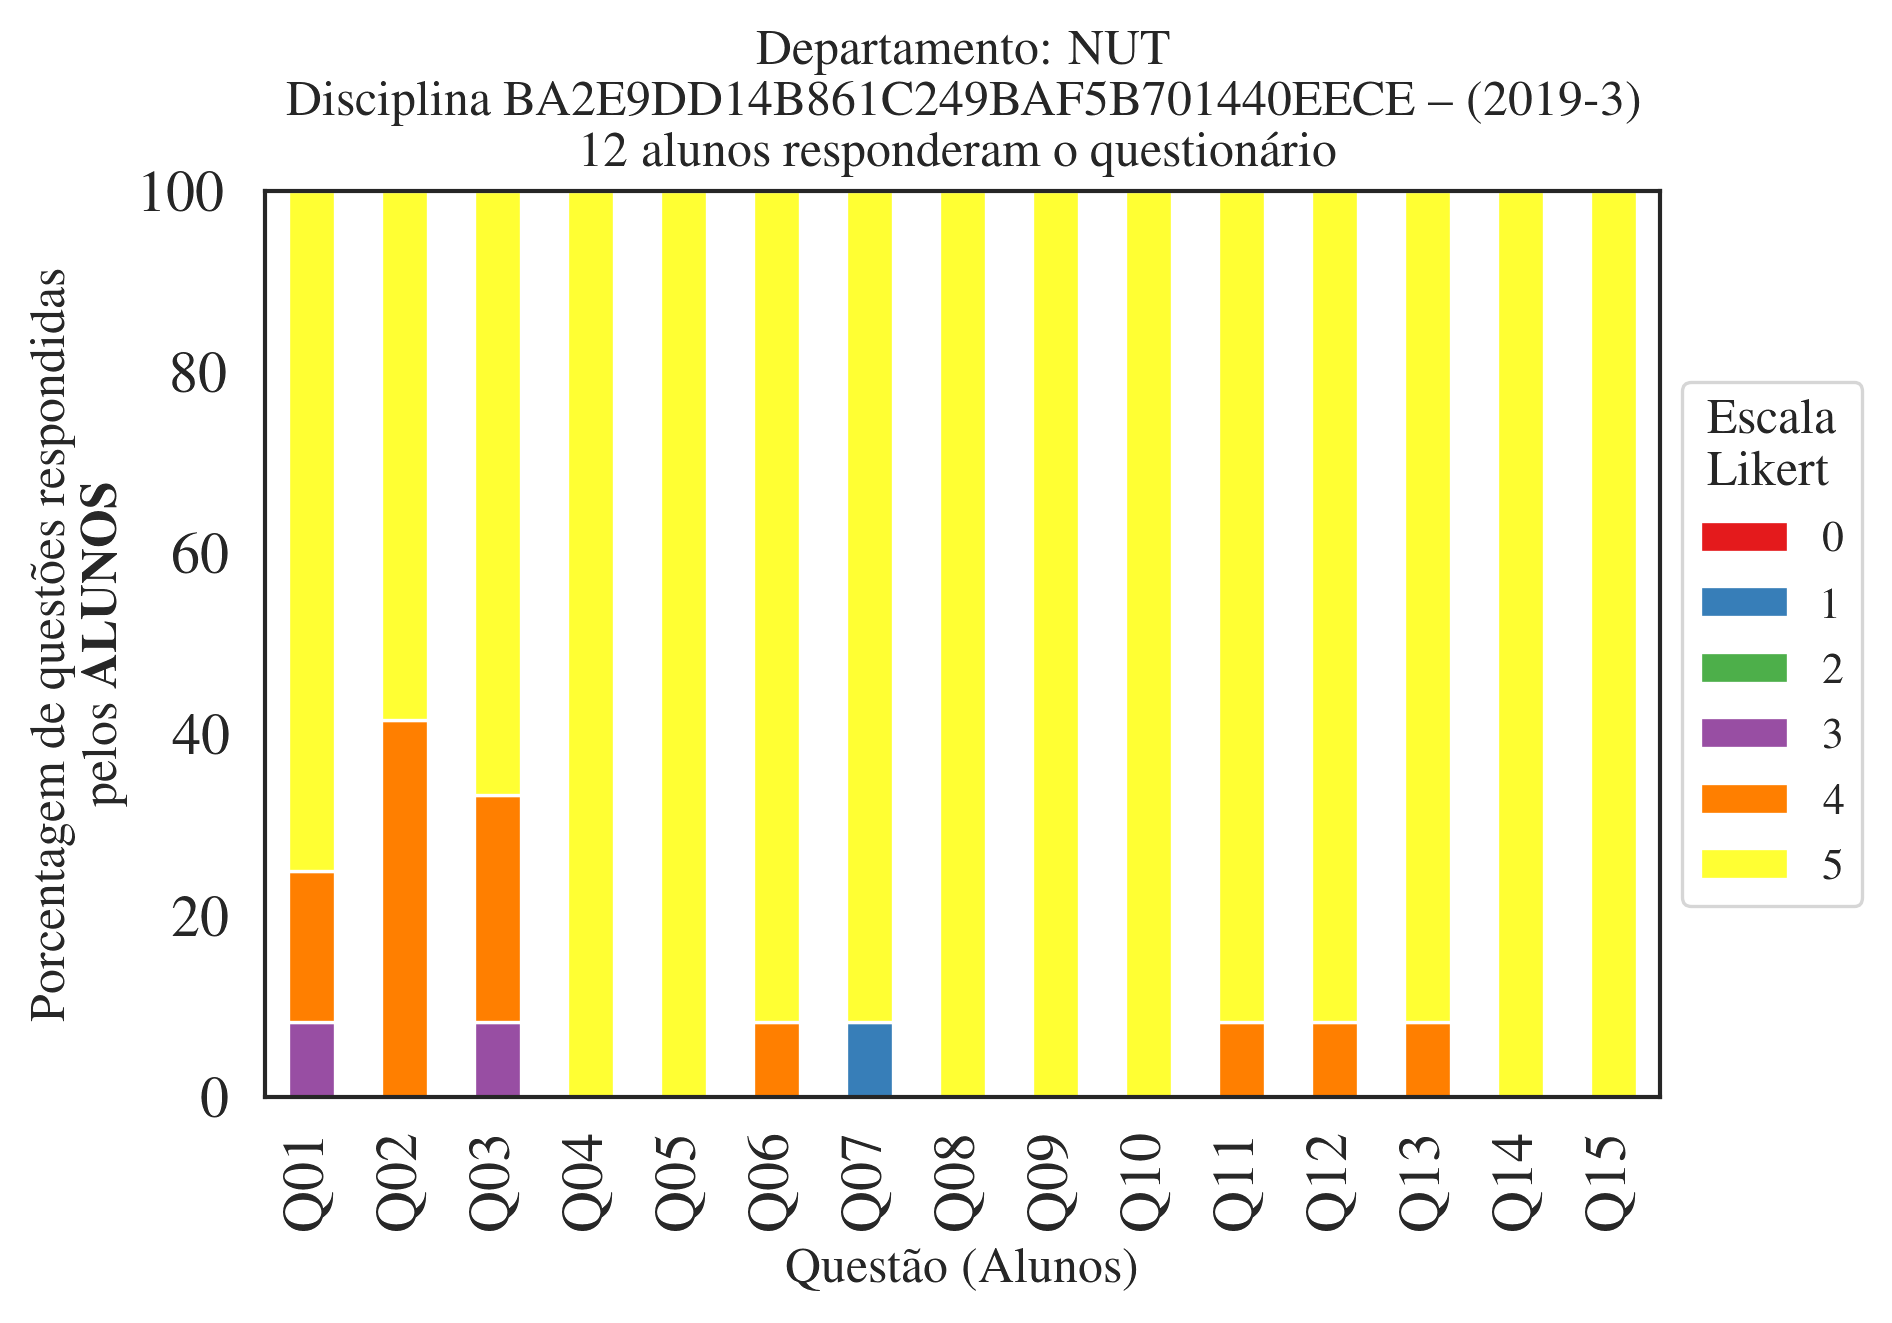 Departamento: NUT
Disciplina BA2E9DD14B861C249BAF5B701440EECE – (2019-3)
12 alunos responderam o questionário
Porcentagem de questões respondidas
pelos ALUNOS
100
80
60
40
20
0
Q01
Q02
Q03
Q04
Q05
Q06
Q07
Q08
Q09
Q10
Q11
Q12
Q13
Q14
Q15
Questão (Alunos)
Escala
Likert
0
1
2
3
4
5